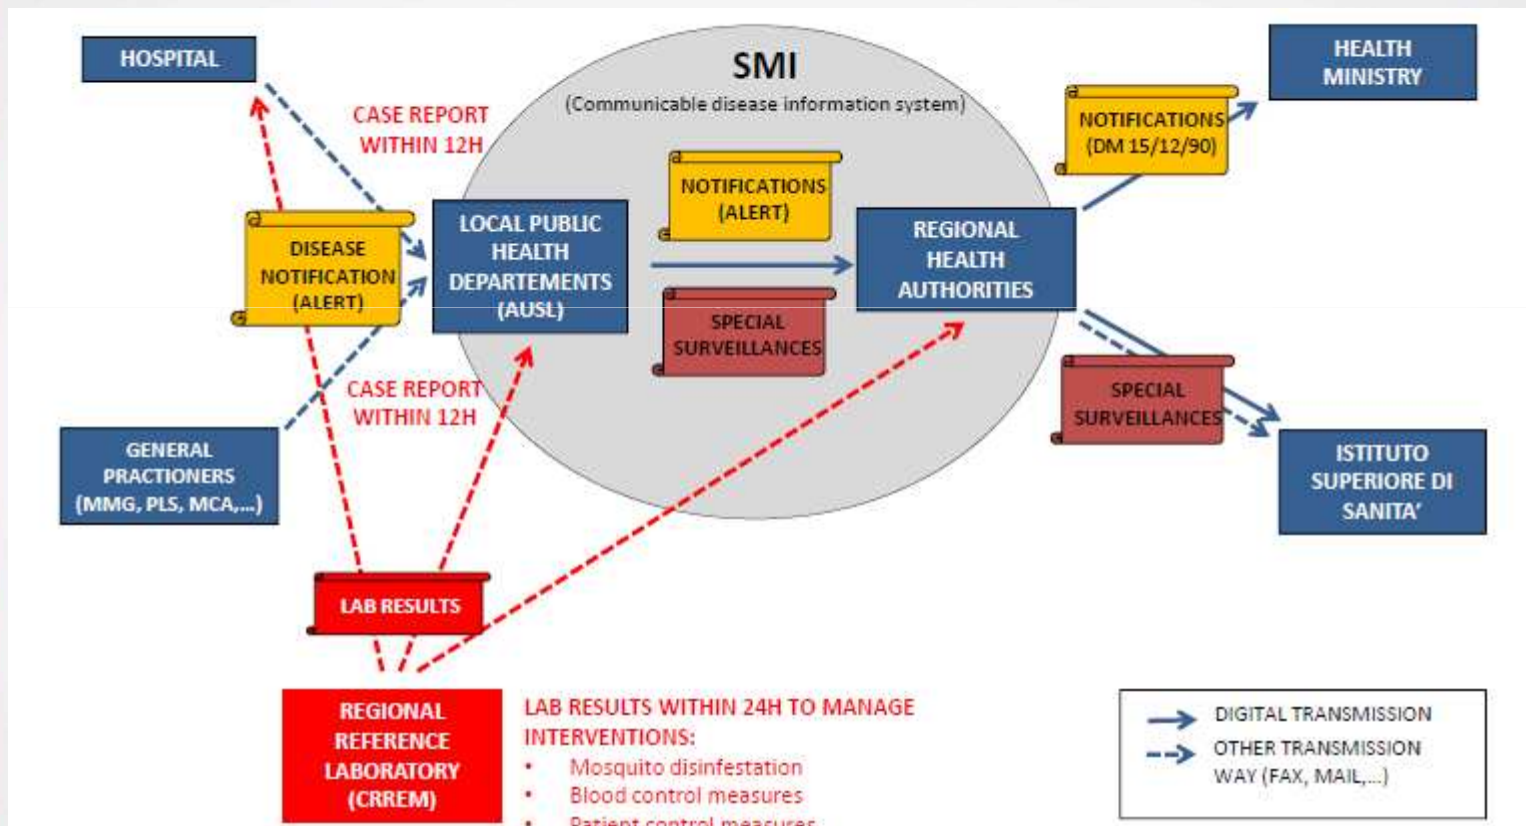 HOSPITAL
CASE REPORT
WITHIN 12H
SMI
(Communicable disease information system)
HEALTH
MINISTRY
NOTIFICATIONS
(DM 15/12/90)
NOTIFICATIONS
(ALERT)
DISEASE
NOTIFICATION
(ALERT)
LOCAL PUBLIC
HEALTH
DEPARTEMENTS
(AUSL)
REGIONAL
HEALTH
AUTHORITIES
SPECIAL
SURVEILLANCES
CASE REPORT
WITHIN 12H
SPECIAL
SURVEILLANCES
GENERAL
PRACTIONERS
(MMG, PLS, MCA,...)
ISTITUTO
SUPERIORE DI
SANITA'
LAB RESULTS
REGIONAL
REFERENCE
LABORATORY
(CRREM)
LAB RESULTS WITHIN 24H TO MANAGE
INTERVENTIONS:
• Mosquito disinfestation
• Blood control measures
• Patient control measures
DIGITAL TRANSMISSION
OTHER TRANSMISSION
WAY (FAX, MAIL,...)